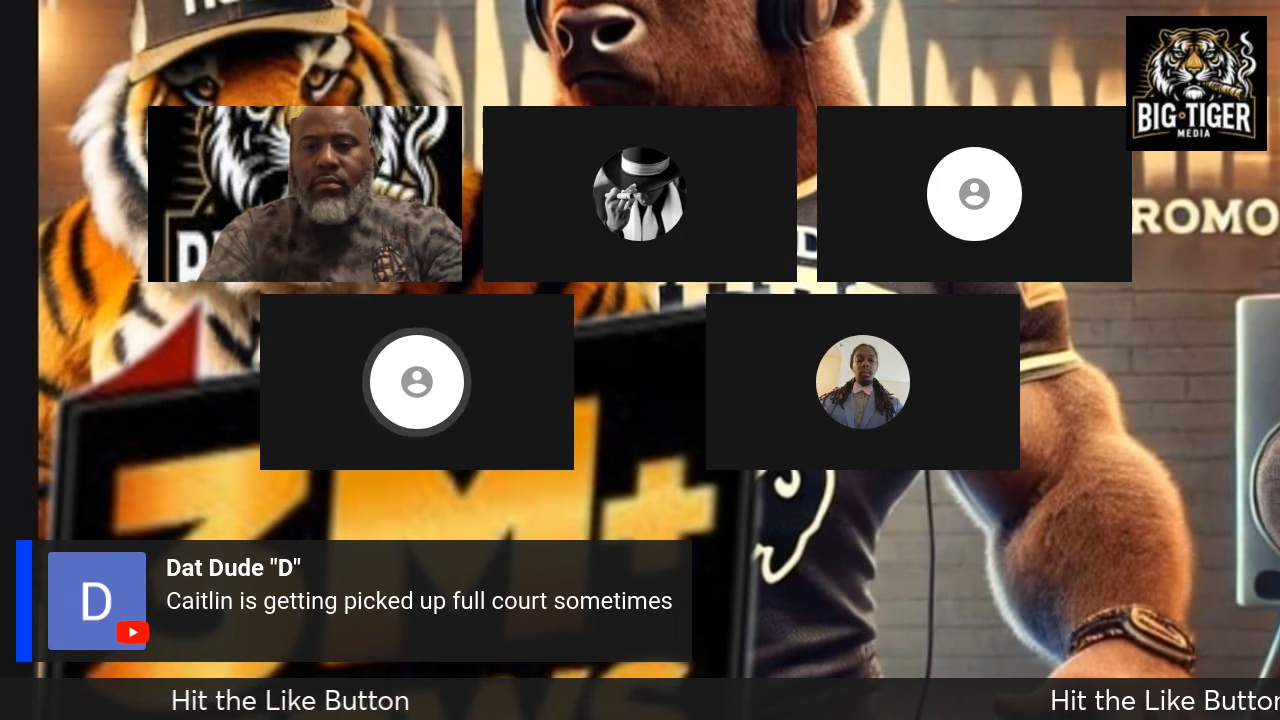 BIG TIGER
MEDIA
ROMO
3M+
Dat Dude "D"
D
Caitlin is getting picked up full court sometimes
Hit the Like Button
Hit the Like Button